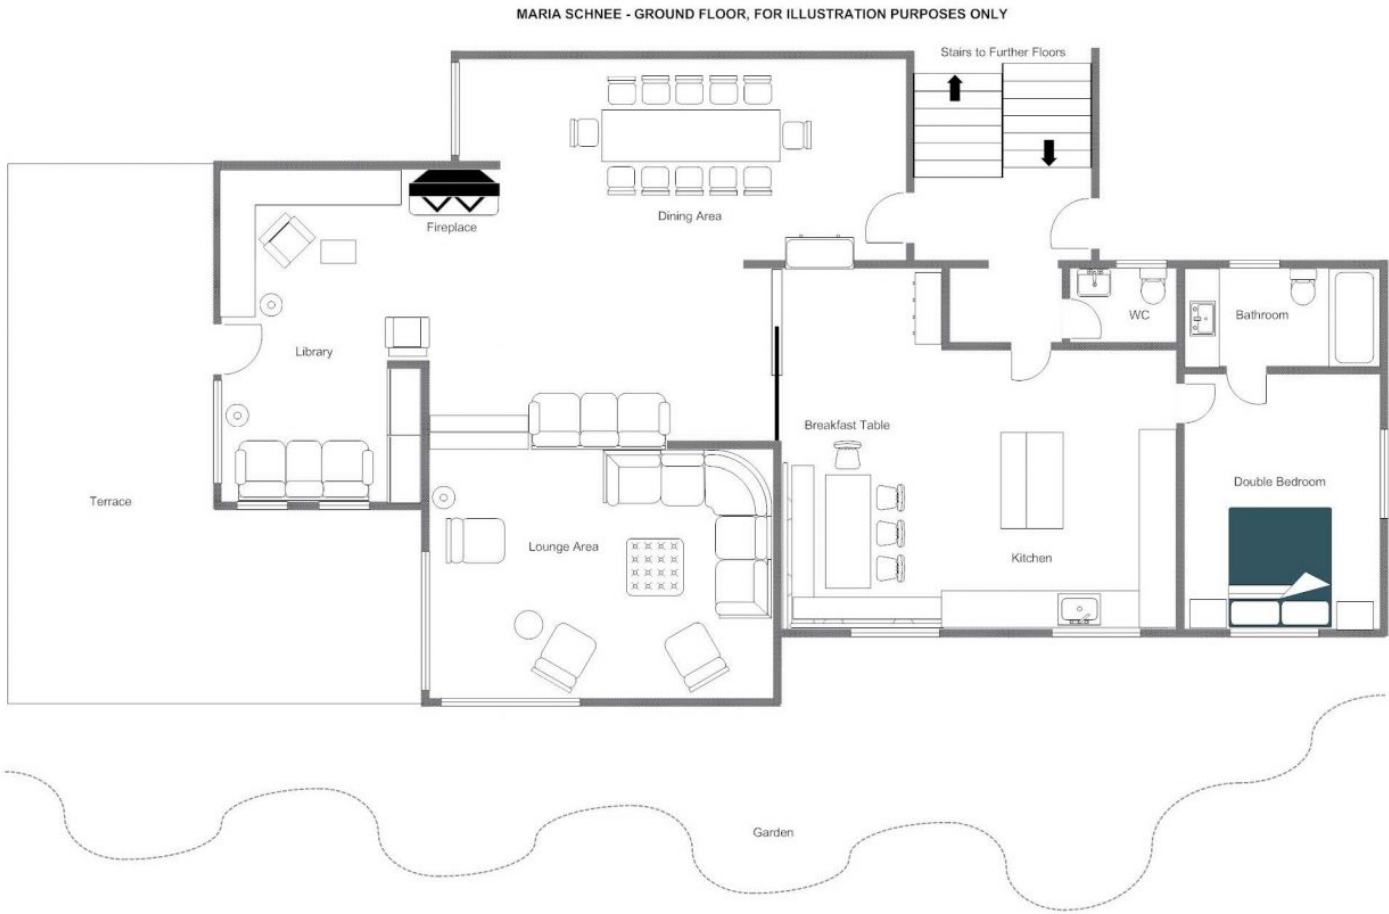 MARIA SCHNEE - GROUND FLOOR, FOR ILLUSTRATION PURPOSES ONLY
Stairs to Further Floors
Dining Area
Fireplace
WC
Bathroom
Library
Breakfast Table
Double Bedroom
Terrace
Lounge Area
Kitchen
Garden